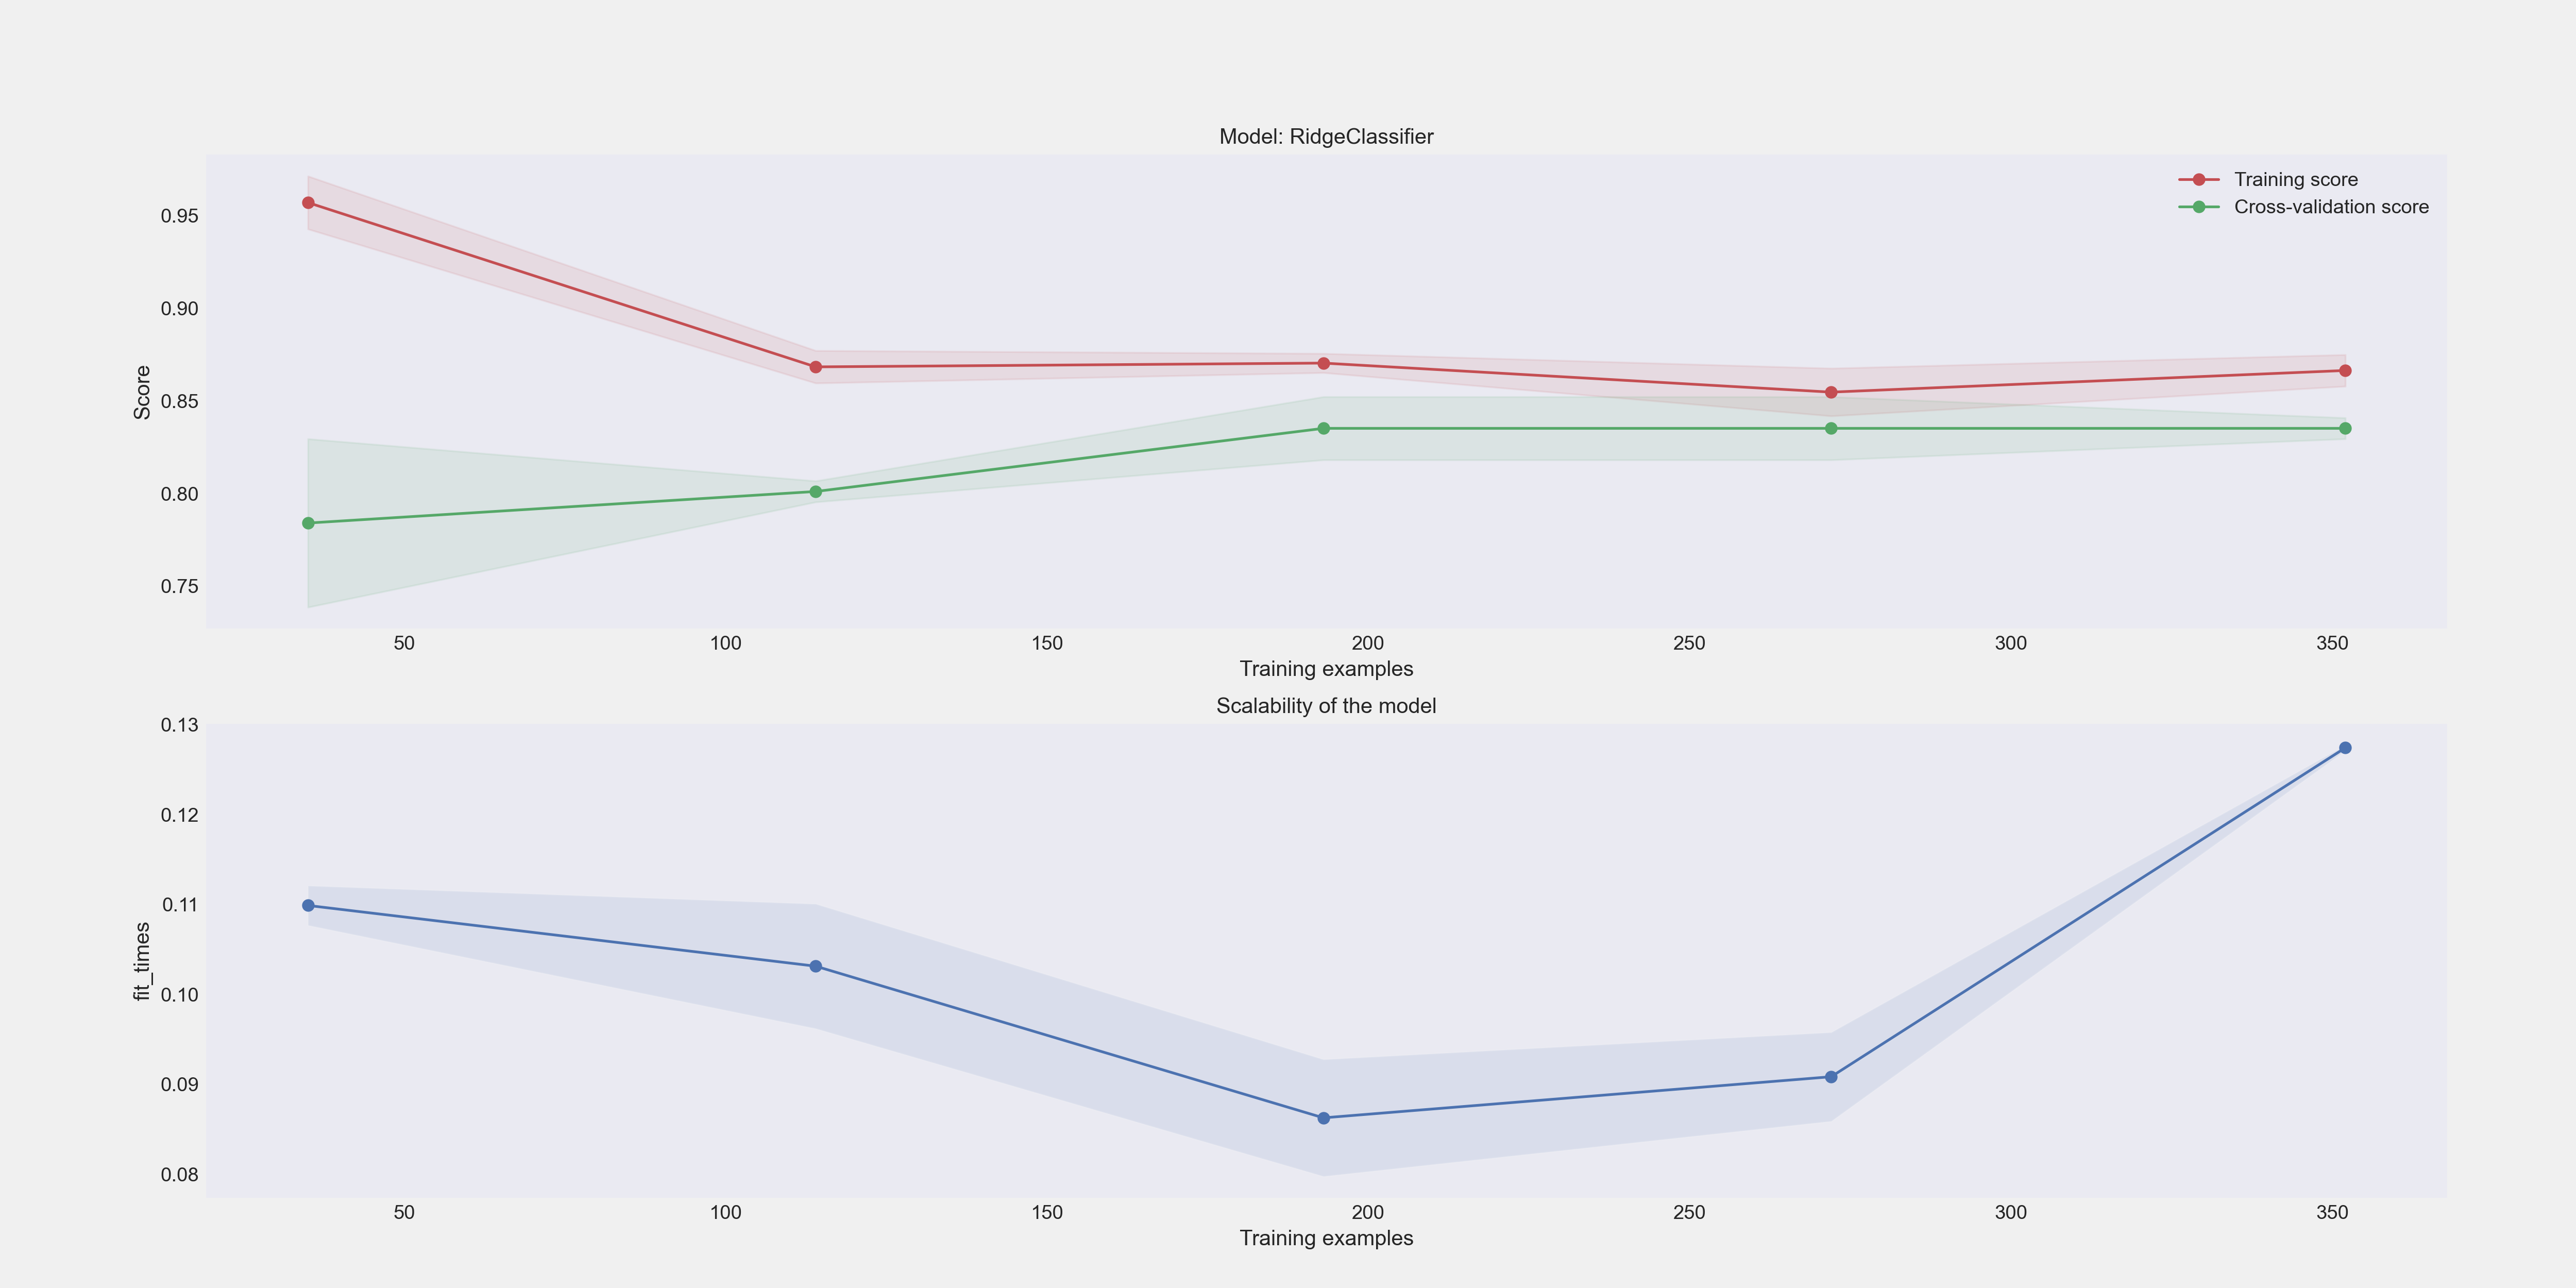 Model: RidgeClassifier
Training score
Cross-validation score
0.95
0.90
0.85
0.80
0.75
Score
50 100 150 200 250 300 350
Training examples
Scalability of the model
0.13
0.12
0.11
0.10
0.09
0.08
fit_times
50 100 150 200 250 300 350
Training examples